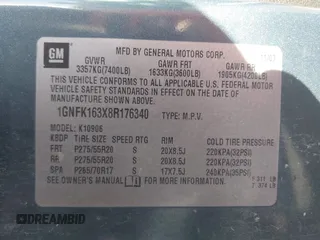 GM
MFD BY GENERAL MOTORS CORP.
GVWR GAWR FRT GAWR RR
3357KG(7400LB) 1633KG(3600LB) 1905KG(4200LB)
THIS VEHICLE CONFORMS TO ALL APPLICABLE U.S. FEDERAL
MOTOR VEHICLE SAFETY AND THEFT PREVENTION STANDARDS
IN EFFECT ON THE DATE OF MANUFACTURE SHOWN ABOVE.
1GNFK163X8R176340 TYPE: M.P.V.
MODEL: K10906
TIRE SIZE SPEED RTG RIM COLD TIRE PRESSURE
FRT P275/55R20 S 20X8.5J 220KPA(32PSI)
RR P275/55R20 S 20X8.5J 220KPA(32PSI)
SPA P265/70R17 S 17X7.5J 240KPA(35PSI)
SEE OWNER'S MANUAL FOR ADDITIONAL INFORMATION.
DREAMBID